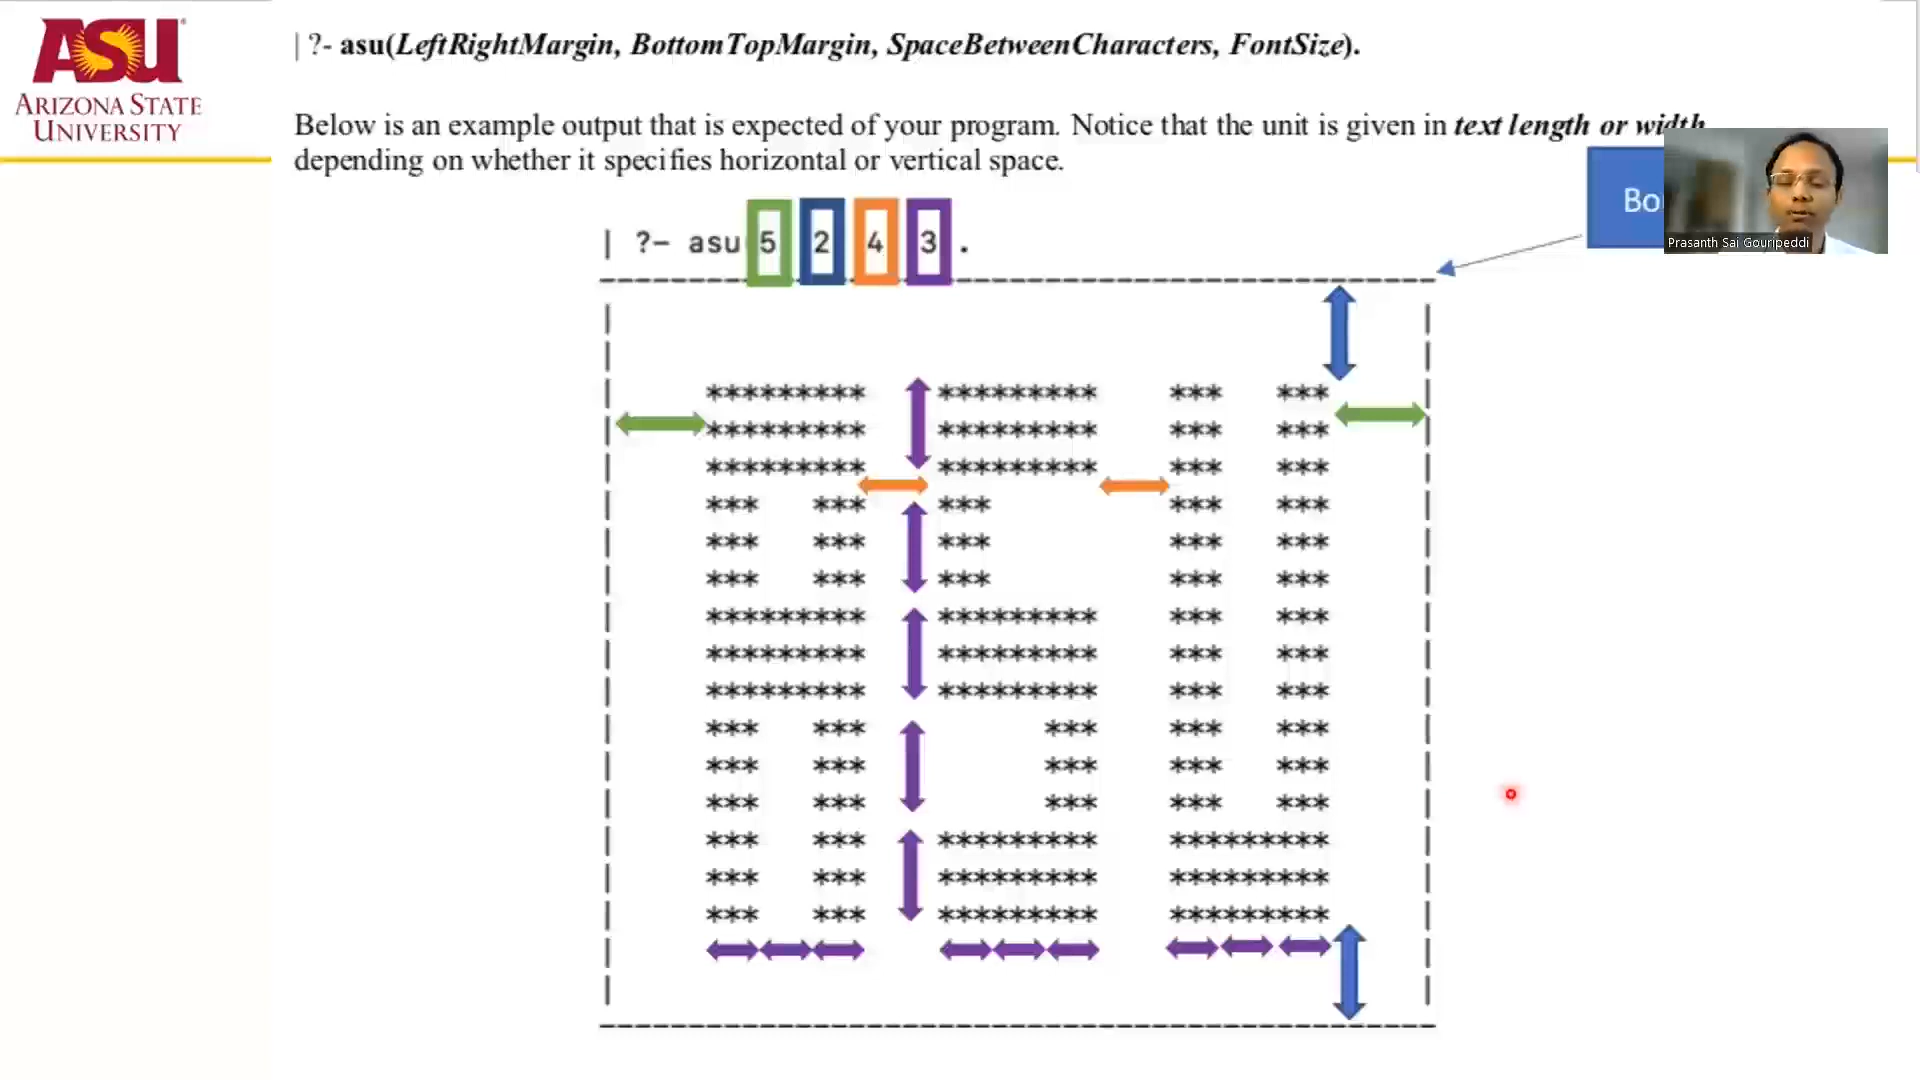 ASU
ARIZONA STATE
UNIVERSITY
| ?- asu(LeftRightMargin, BottomTopMargin, SpaceBetweenCharacters, FontSize).
Below is an example output that is expected of your program. Notice that the unit is given in text length or width
depending on whether it specifies horizontal or vertical space.
Bo
Prasanth Sai Gouripeddi
| ?- asu 5 2 4 3 .
-----------------------------------------------
|                                             |
|                                             |
|     *********    *********    ***   ***     |
|     *********    *********    ***   ***     |
|     *********    *********    ***   ***     |
|     ***   ***    ***          ***   ***     |
|     ***   ***    ***          ***   ***     |
|     ***   ***    ***          ***   ***     |
|     *********    *********    ***   ***     |
|     *********    *********    ***   ***     |
|     *********    *********    ***   ***     |
|     ***   ***          ***    ***   ***     |
|     ***   ***          ***    ***   ***     |
|     ***   ***          ***    ***   ***     |
|     ***   ***    *********    *********     |
|     ***   ***    *********    *********     |
|     ***   ***    *********    *********     |
|                                             |
|                                             |
-----------------------------------------------